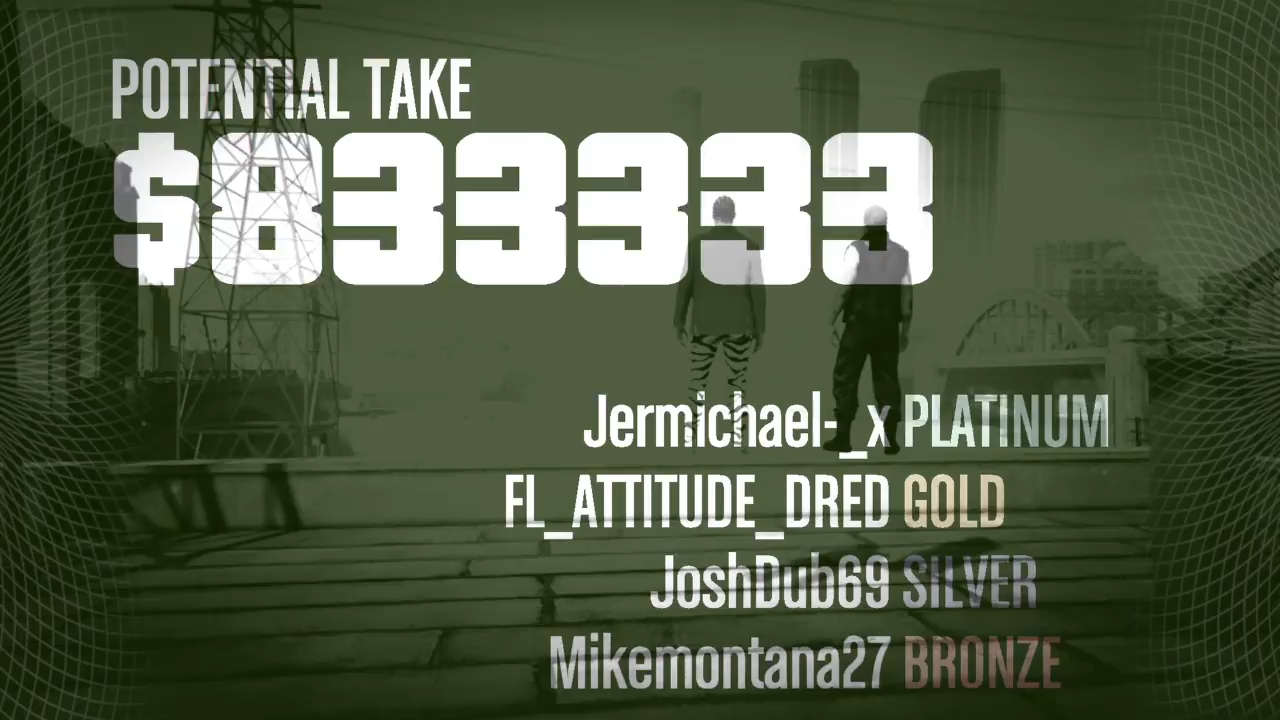 POTENTIAL TAKE
$833333
Jermichael-_x PLATINUM
FL_ATTITUDE_DRED GOLD
JoshDub69 SILVER
Mikemontana27 BRONZE